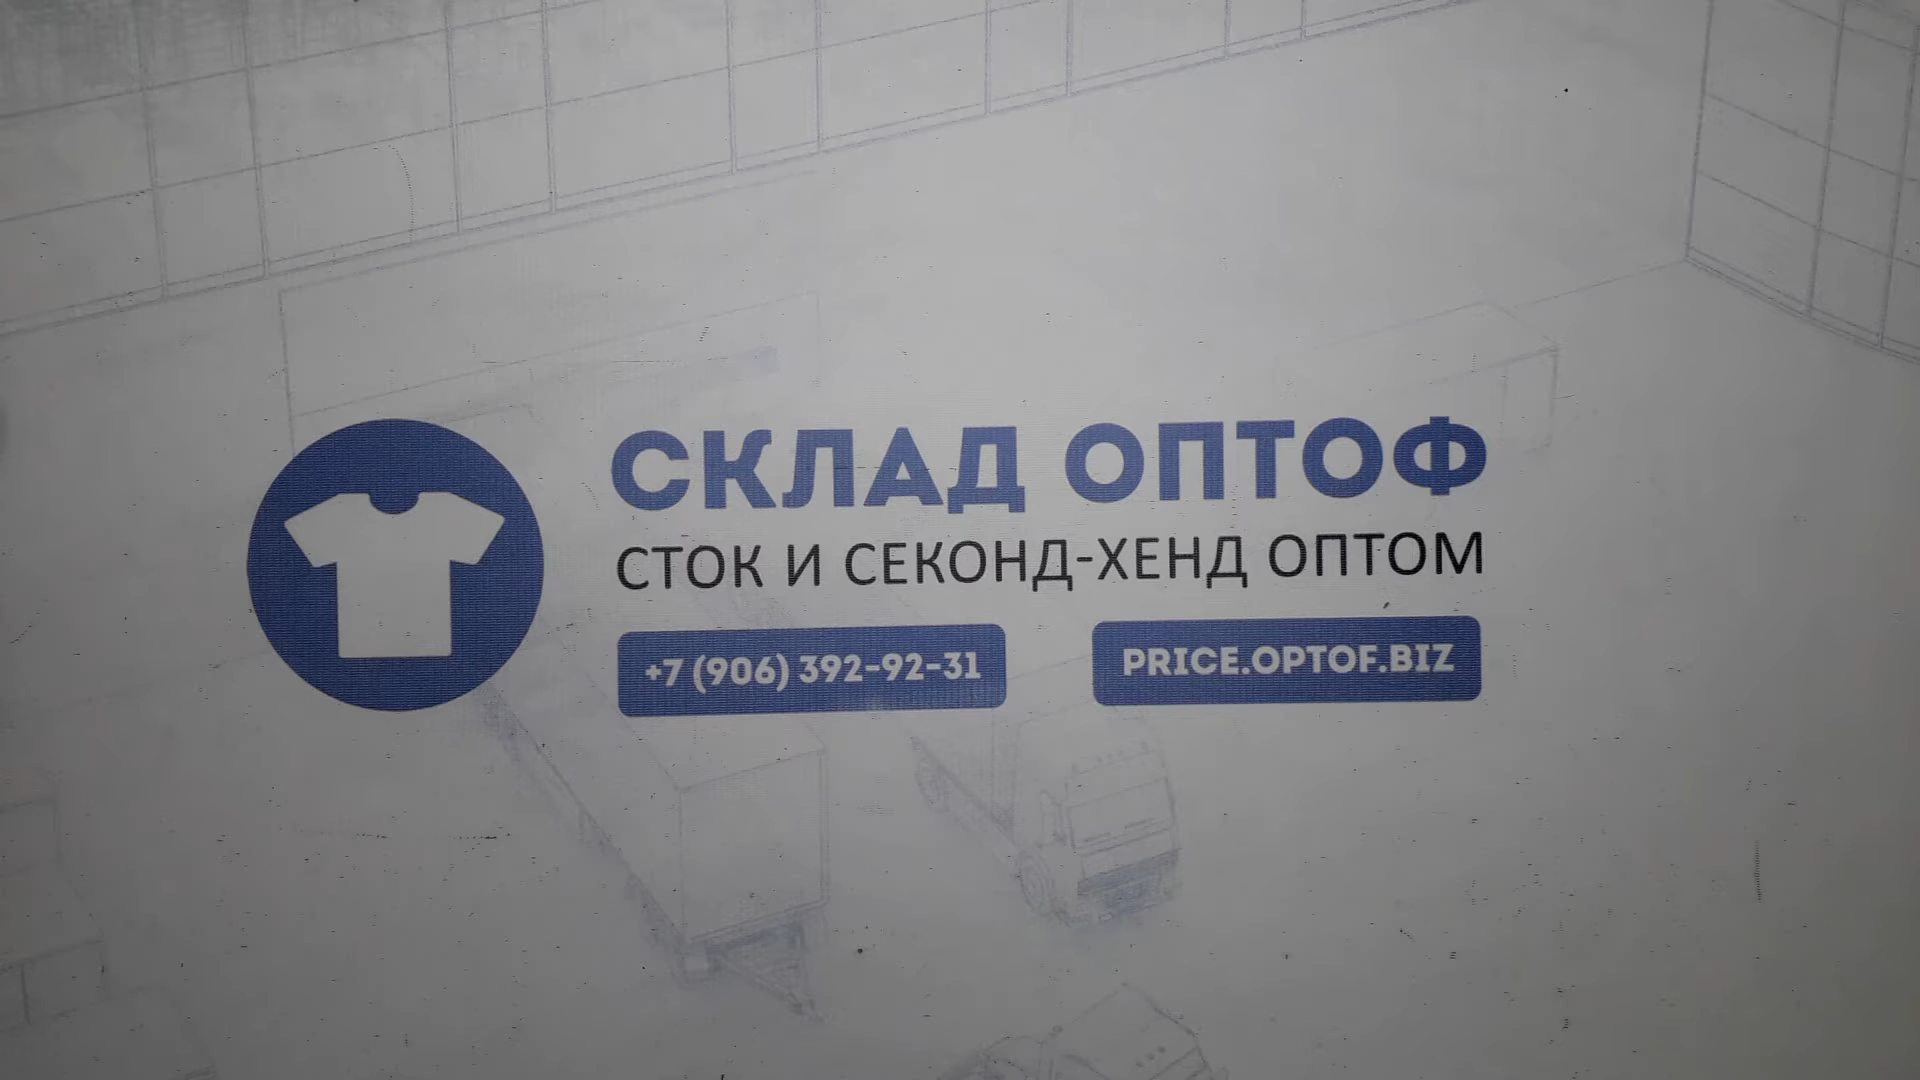 СКЛАД ОПТОФ
СТОК И СЕКОНД-ХЕНД ОПТОМ
+7 (906) 392-92-31
PRICE.OPTOF.BIZ